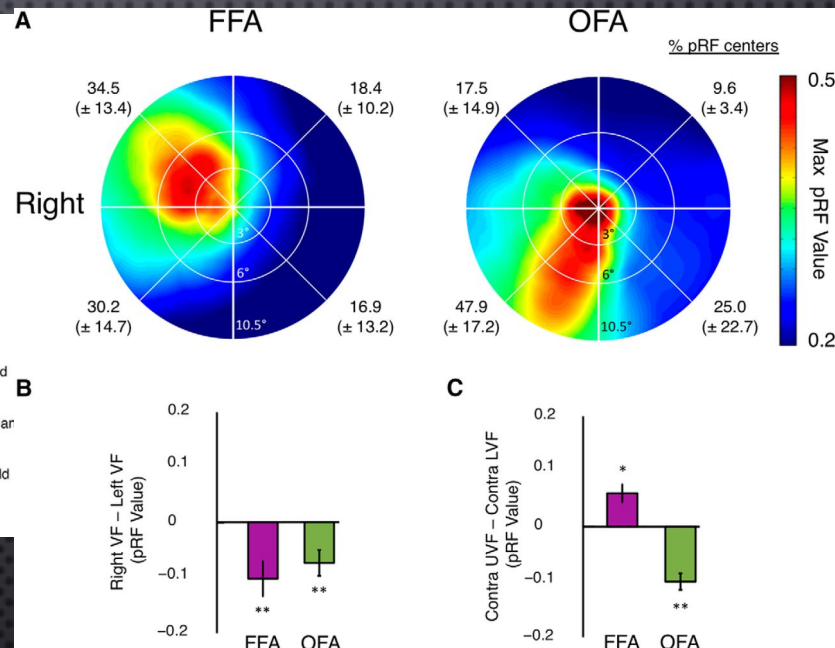 A
FFA
OFA
% pRF centers
34.5
(± 13.4)
18.4
(± 10.2)
17.5
(± 14.9)
9.6
(± 3.4)
0.5
Right
3°
6°
10.5°
3°
6°
10.5°
Max pRF Value
30.2
(± 14.7)
16.9
(± 13.2)
47.9
(± 17.2)
25.0
(± 22.7)
0.2
B
Right VF – Left VF
(pRF Value)
0.2
0.1
0
−0.1
−0.2
**
**
FFA OFA
C
Contra UVF – Contra LVF
(pRF Value)
0.2
0.1
0
−0.1
−0.2
*
**
FFA OFA